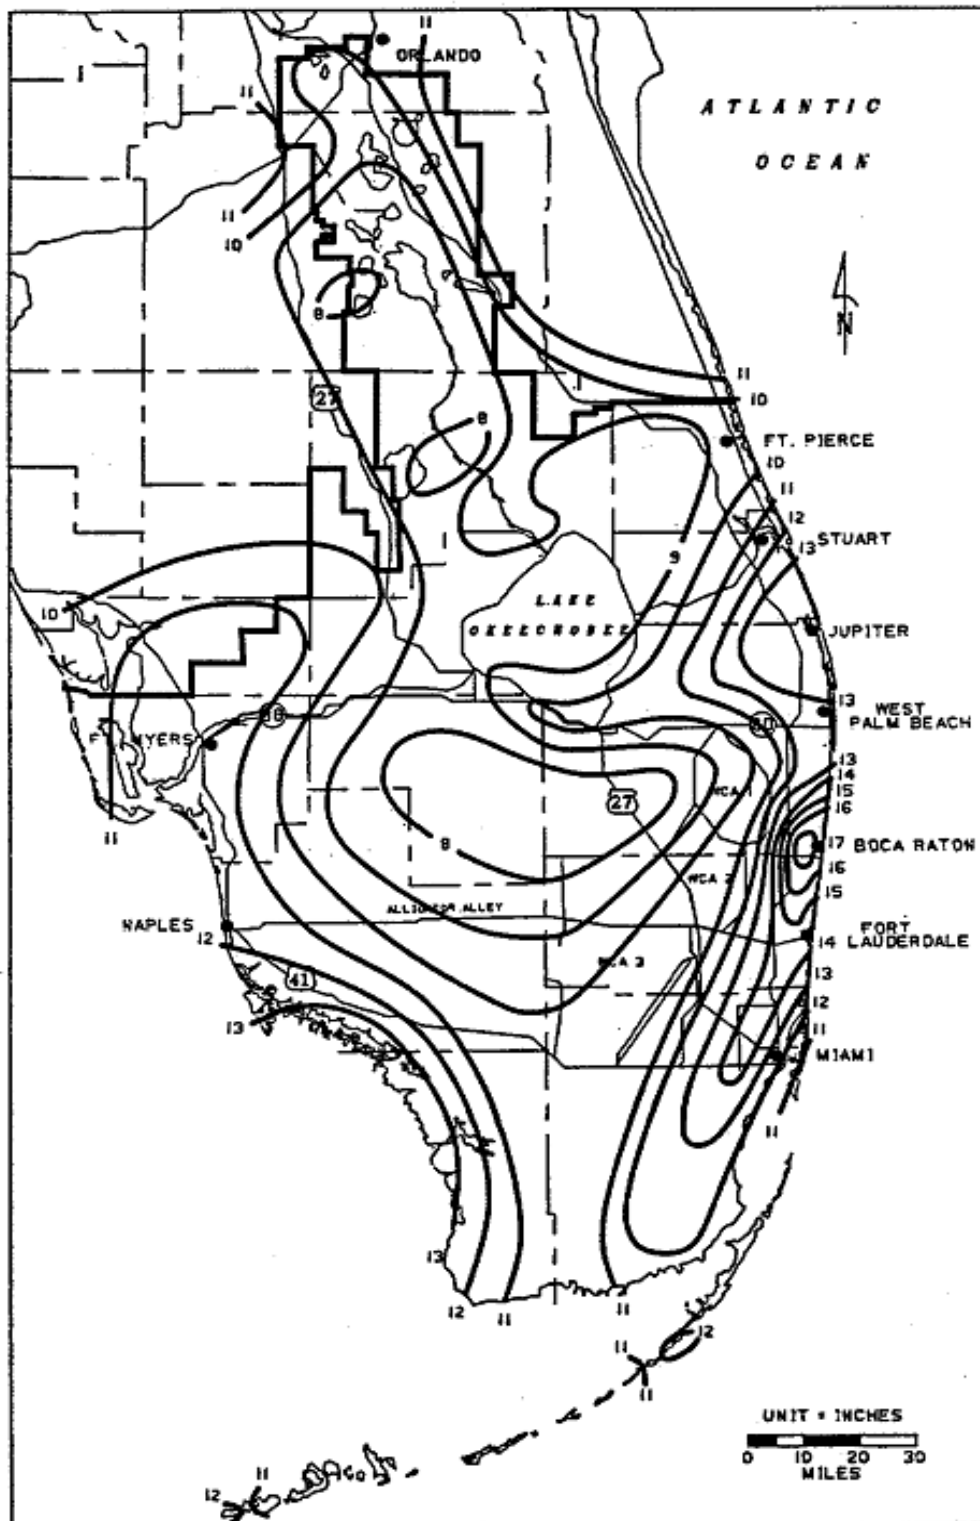 11
ORLANDO
ATLANTIC
OCEAN
11
11
10
N
8
27
11
10
8
FT. PIERCE
10
11
12
STUART
13
9
LAKE
OKEECHOBEE
10
JUPITER
13
WEST
PALM BEACH
80
80
FT. MYERS
13
14
15
16
WCA 1
27
11
8
17
BOCA RATON
16
WCA 2
15
ALLIGATOR ALLEY
NAPLES
FORT
14
LAUDERDALE
12
WCA 3
13
41
12
13
11
MIAMI
11
13
12
11
11
12
11
11
UNIT = INCHES
0 10 20 30
MILES
11
12